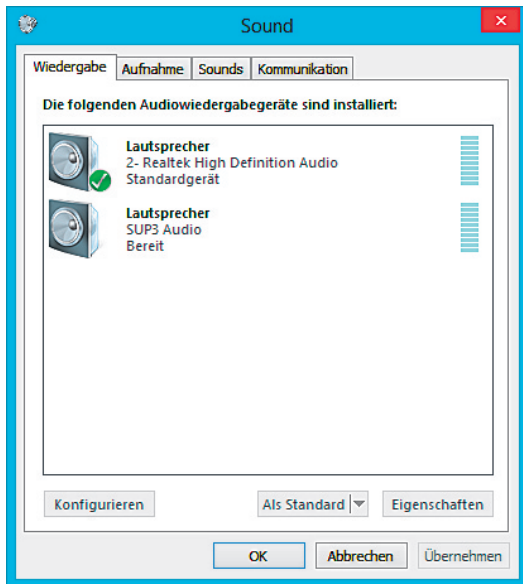 Sound
Wiedergabe Aufnahme Sounds Kommunikation
Die folgenden Audiowiedergabegeräte sind installiert:
Lautsprecher
2- Realtek High Definition Audio
Standardgerät
Lautsprecher
SUP3 Audio
Bereit
Konfigurieren Als Standard Eigenschaften
OK Abbrechen Übernehmen